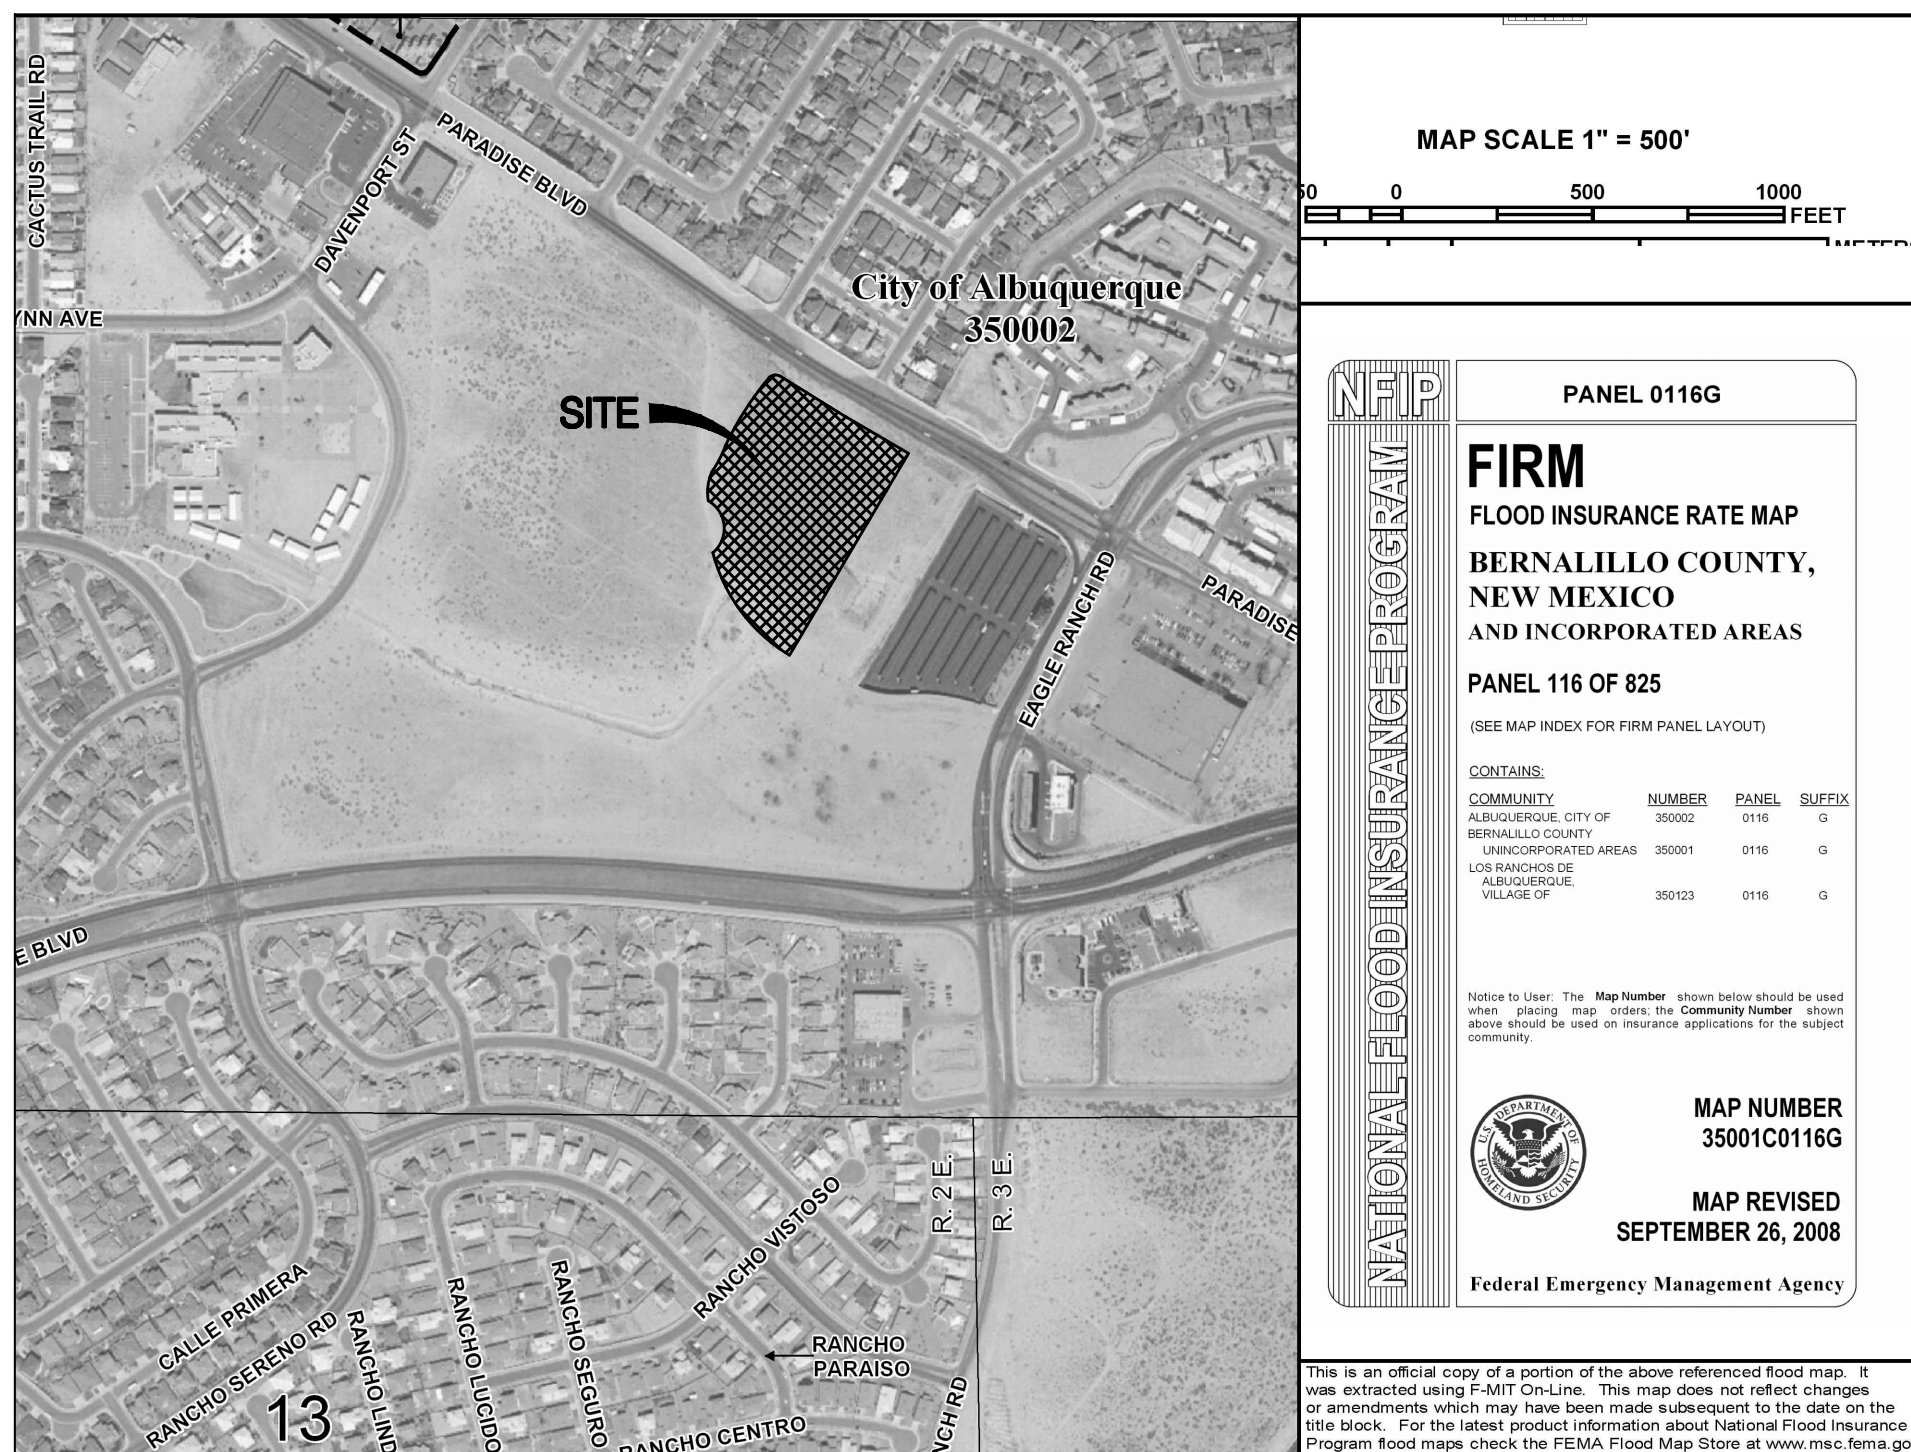 CACTUS TRAIL RD
DAVENPORT ST
PARADISE BLVD
City of Albuquerque
350002
YNN AVE
SITE
EAGLE RANCH RD
PARADISE
E BLVD
R. 2 E.
R. 3 E.
CALLE PRIMERA
RANCHO SERENO RD
RANCHO LIND
RANCHO LUCIDO
RANCHO SEGURO
RANCHO VISTOSO
RANCHO
PARAISO
RANCHO CENTRO
NCH RD
13
MAP SCALE 1" = 500'
50 0 500 1000
FEET
METERS
NFIP
PANEL 0116G
NATIONAL FLOOD INSURANCE PROGRAM
FIRM
FLOOD INSURANCE RATE MAP
BERNALILLO COUNTY,
NEW MEXICO
AND INCORPORATED AREAS
PANEL 116 OF 825
(SEE MAP INDEX FOR FIRM PANEL LAYOUT)
CONTAINS:
COMMUNITY NUMBER PANEL SUFFIX
ALBUQUERQUE, CITY OF 350002 0116 G
BERNALILLO COUNTY
UNINCORPORATED AREAS 350001 0116 G
LOS RANCHOS DE
ALBUQUERQUE,
VILLAGE OF 350123 0116 G
Notice to User: The Map Number shown below should be used
when placing map orders; the Community Number shown
above should be used on insurance applications for the subject
community.
U.S. DEPARTMENT OF
HOMELAND SECURITY
MAP NUMBER
35001C0116G
MAP REVISED
SEPTEMBER 26, 2008
Federal Emergency Management Agency
This is an official copy of a portion of the above referenced flood map. It
was extracted using F-MIT On-Line. This map does not reflect changes
or amendments which may have been made subsequent to the date on the
title block. For the latest product information about National Flood Insurance
Program flood maps check the FEMA Flood Map Store at www.msc.fema.go